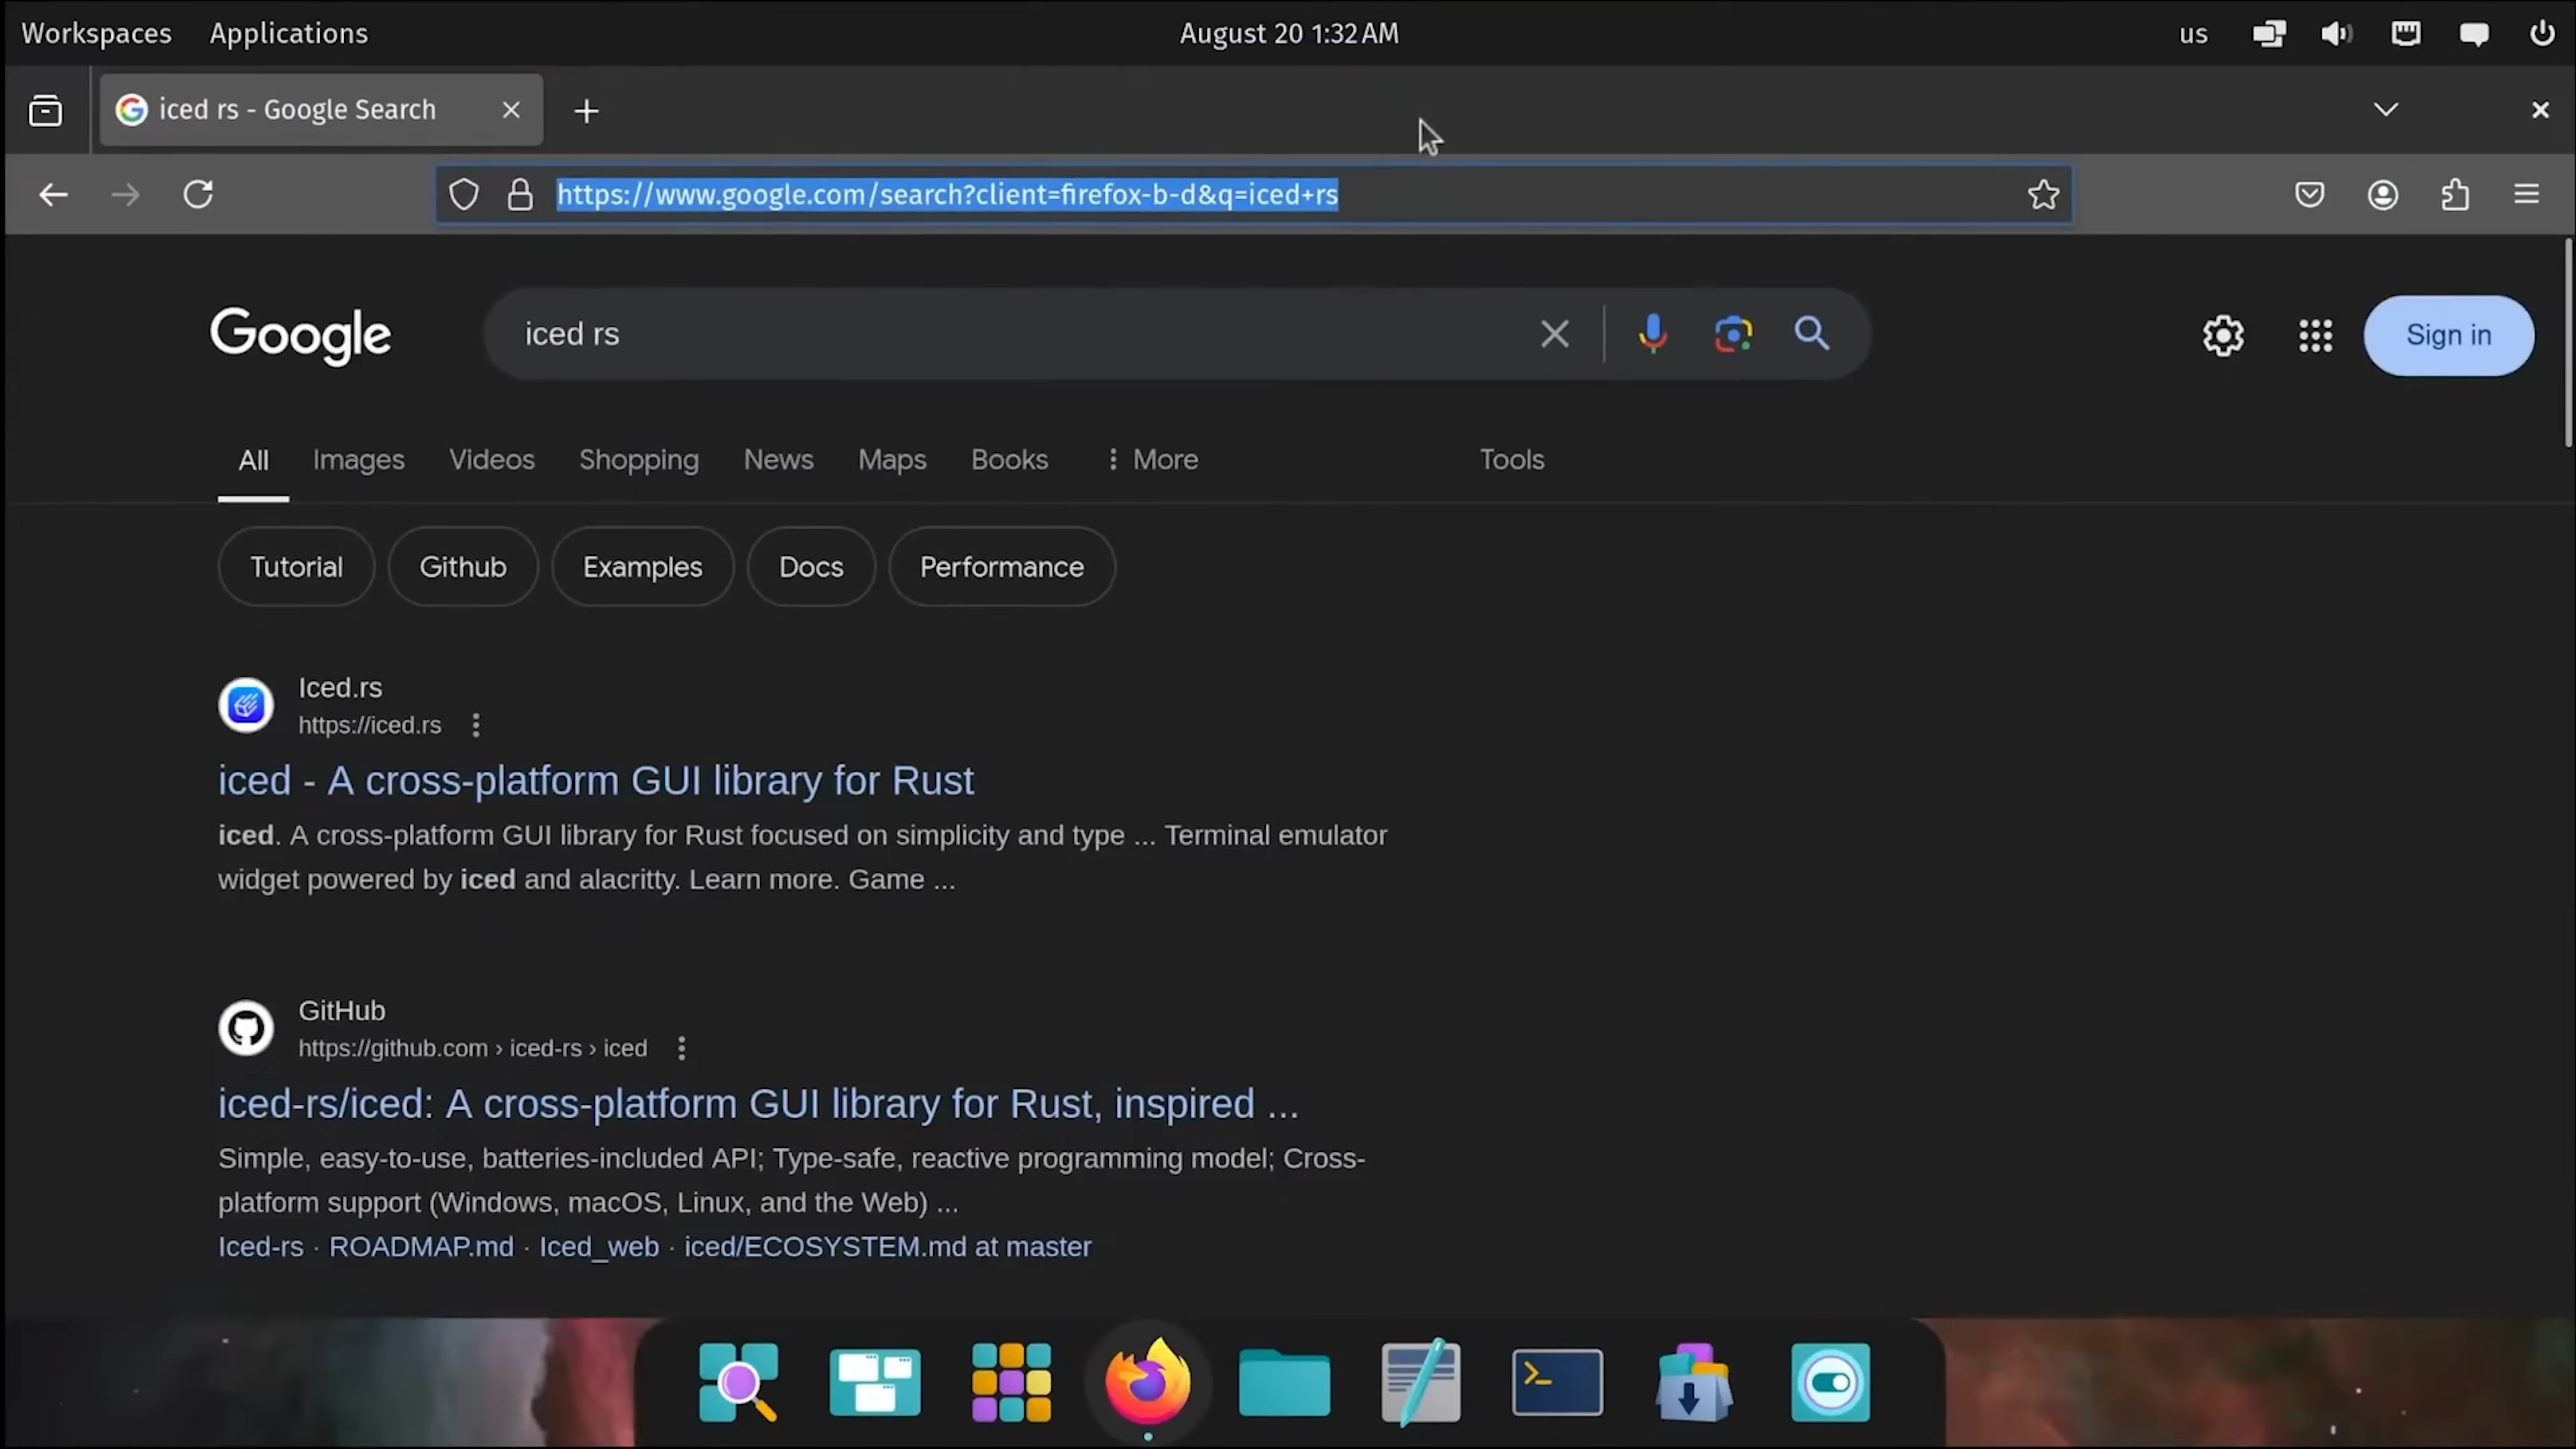 Workspaces Applications August 20 1:32 AM us
iced rs - Google Search
https://www.google.com/search?client=firefox-b-d&q=iced+rs
Google iced rs Sign in
All Images Videos Shopping News Maps Books More Tools
Tutorial Github Examples Docs Performance
Iced.rs
https://iced.rs
iced - A cross-platform GUI library for Rust
iced. A cross-platform GUI library for Rust focused on simplicity and type ... Terminal emulator
widget powered by iced and alacritty. Learn more. Game ...
GitHub
https://github.com › iced-rs › iced
iced-rs/iced: A cross-platform GUI library for Rust, inspired ...
Simple, easy-to-use, batteries-included API; Type-safe, reactive programming model; Cross-
platform support (Windows, macOS, Linux, and the Web) ...
Iced-rs · ROADMAP.md · Iced_web · iced/ECOSYSTEM.md at master